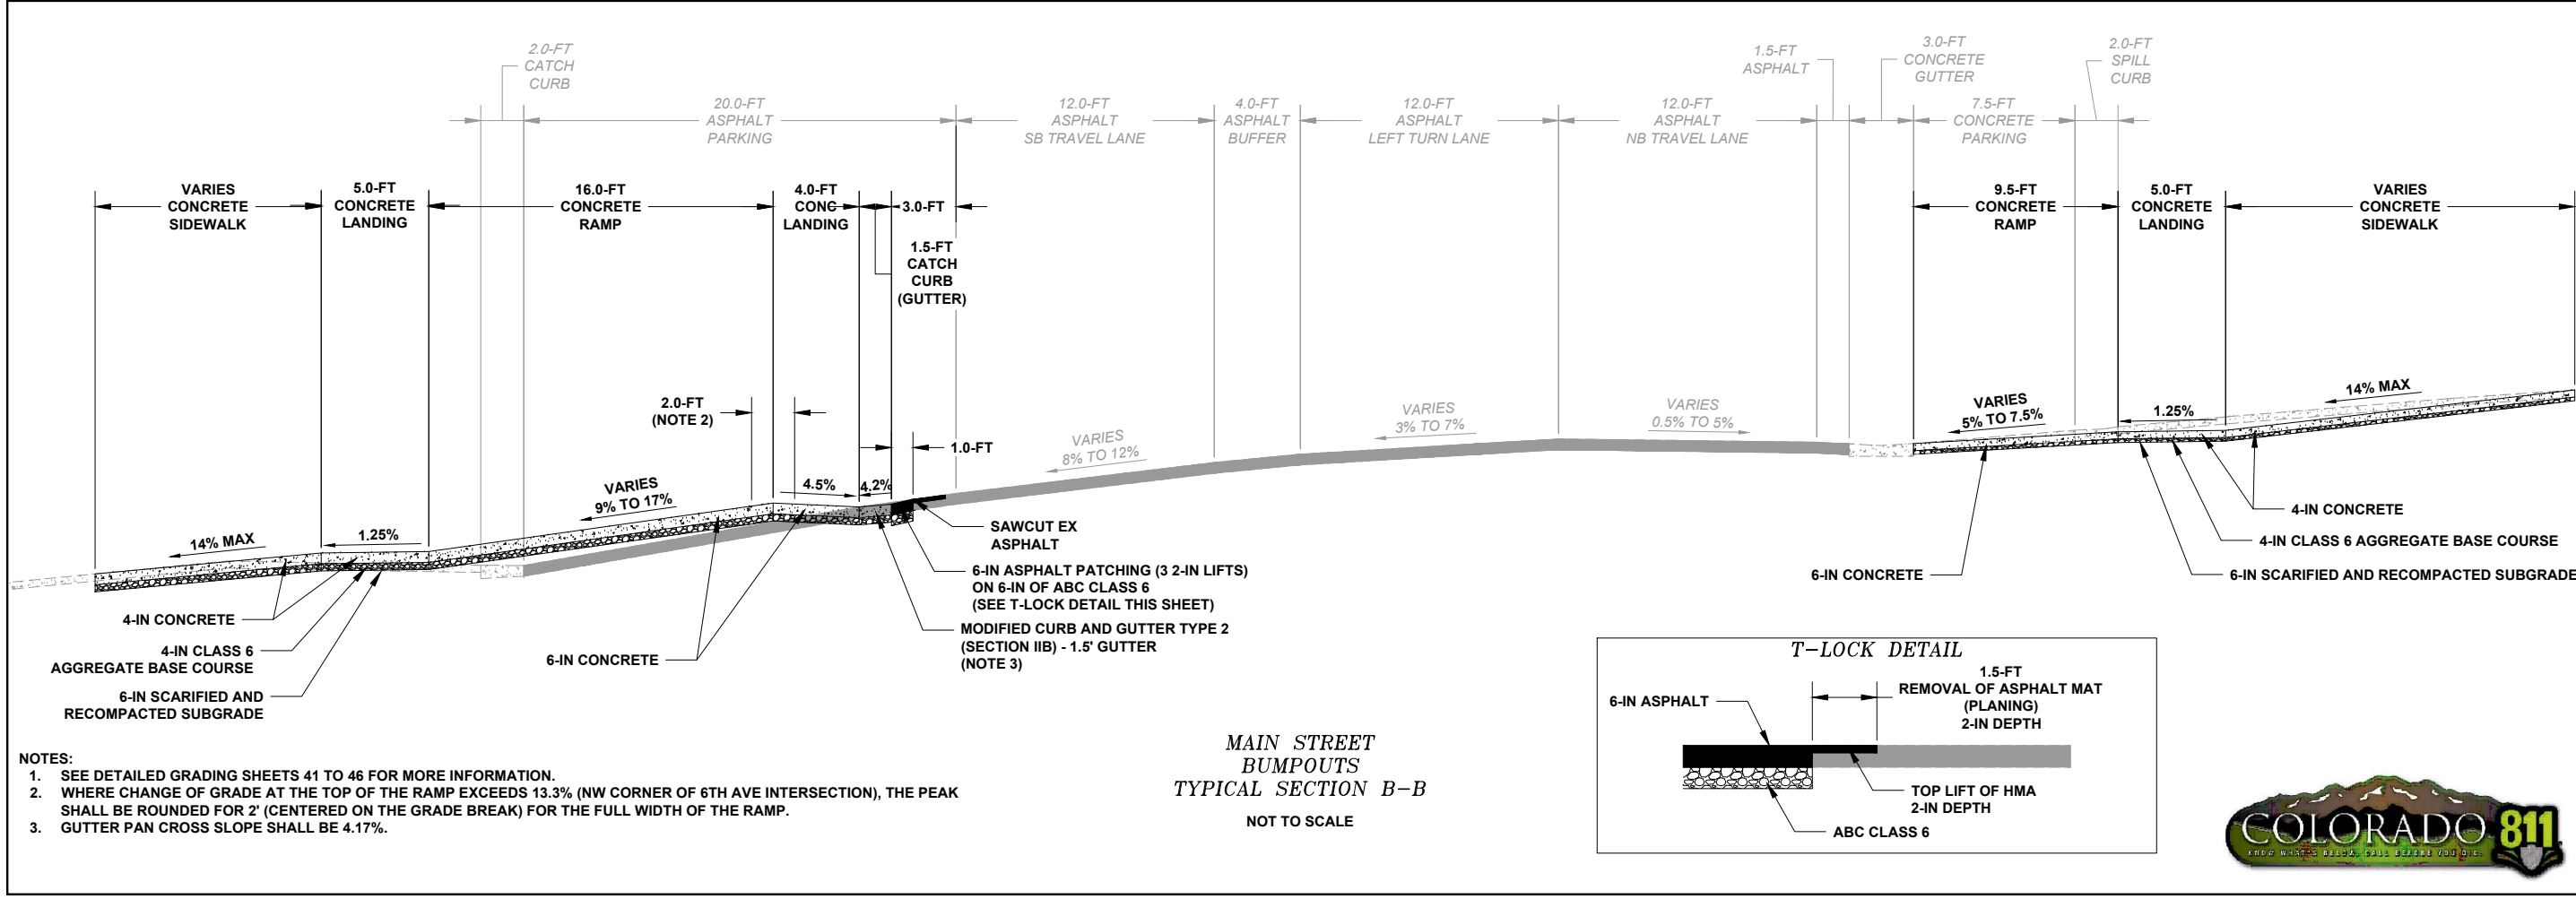 2.0-FT
CATCH
CURB
20.0-FT
ASPHALT
PARKING
12.0-FT
ASPHALT
SB TRAVEL LANE
4.0-FT
ASPHALT
BUFFER
12.0-FT
ASPHALT
LEFT TURN LANE
12.0-FT
ASPHALT
NB TRAVEL LANE
1.5-FT
ASPHALT
3.0-FT
CONCRETE
GUTTER
7.5-FT
CONCRETE
PARKING
2.0-FT
SPILL
CURB
VARIES
CONCRETE
SIDEWALK
5.0-FT
CONCRETE
LANDING
16.0-FT
CONCRETE
RAMP
4.0-FT
CONC
LANDING
3.0-FT
1.5-FT
CATCH
CURB
(GUTTER)
9.5-FT
CONCRETE
RAMP
5.0-FT
CONCRETE
LANDING
VARIES
CONCRETE
SIDEWALK
2.0-FT
(NOTE 2)
1.0-FT
14% MAX
1.25%
VARIES
9% TO 17%
4.5%
4.2%
VARIES
8% TO 12%
VARIES
3% TO 7%
VARIES
0.5% TO 5%
VARIES
5% TO 7.5%
1.25%
14% MAX
SAWCUT EX
ASPHALT
6-IN ASPHALT PATCHING (3 2-IN LIFTS)
ON 6-IN OF ABC CLASS 6
(SEE T-LOCK DETAIL THIS SHEET)
MODIFIED CURB AND GUTTER TYPE 2
(SECTION IIB) - 1.5' GUTTER
(NOTE 3)
4-IN CONCRETE
4-IN CLASS 6
AGGREGATE BASE COURSE
6-IN SCARIFIED AND
RECOMPACTED SUBGRADE
6-IN CONCRETE
6-IN CONCRETE
4-IN CONCRETE
4-IN CLASS 6 AGGREGATE BASE COURSE
6-IN SCARIFIED AND RECOMPACTED SUBGRADE
T-LOCK DETAIL
1.5-FT
REMOVAL OF ASPHALT MAT
(PLANING)
2-IN DEPTH
6-IN ASPHALT
TOP LIFT OF HMA
2-IN DEPTH
ABC CLASS 6
NOTES:
1. SEE DETAILED GRADING SHEETS 41 TO 46 FOR MORE INFORMATION.
2. WHERE CHANGE OF GRADE AT THE TOP OF THE RAMP EXCEEDS 13.3% (NW CORNER OF 6TH AVE INTERSECTION), THE PEAK
SHALL BE ROUNDED FOR 2' (CENTERED ON THE GRADE BREAK) FOR THE FULL WIDTH OF THE RAMP.
3. GUTTER PAN CROSS SLOPE SHALL BE 4.17%.
MAIN STREET
BUMPOUTS
TYPICAL SECTION B-B
NOT TO SCALE
COLORADO 811
KNOW WHAT'S BELOW. CALL BEFORE YOU DIG.